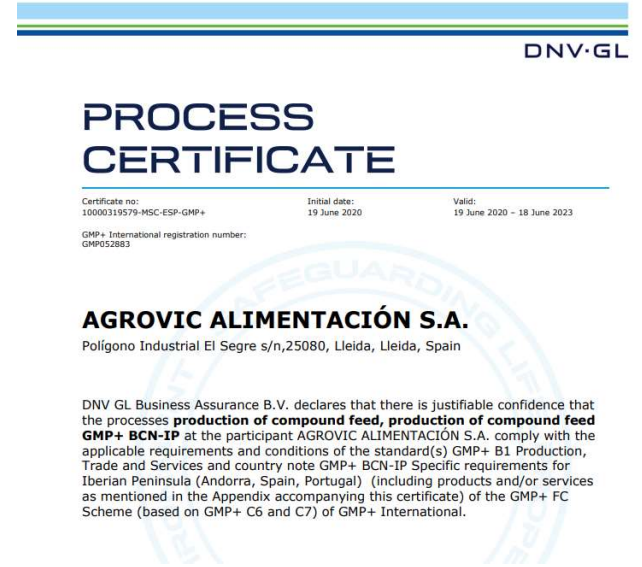 DNV·GL
PROCESS
CERTIFICATE
Certificate no:
10000319579-MSC-ESP-GMP+
Initial date:
19 June 2020
Valid:
19 June 2020 – 18 June 2023
GMP+ International registration number:
GMP052883
AGROVIC ALIMENTACIÓN S.A.
Polígono Industrial El Segre s/n,25080, Lleida, Lleida, Spain
DNV GL Business Assurance B.V. declares that there is justifiable confidence that
the processes production of compound feed, production of compound feed
GMP+ BCN-IP at the participant AGROVIC ALIMENTACIÓN S.A. comply with the
applicable requirements and conditions of the standard(s) GMP+ B1 Production,
Trade and Services and country note GMP+ BCN-IP Specific requirements for
Iberian Peninsula (Andorra, Spain, Portugal)  (including products and/or services
as mentioned in the Appendix accompanying this certificate) of the GMP+ FC
Scheme (based on GMP+ C6 and C7) of GMP+ International.
SAFEGUARDING LIF